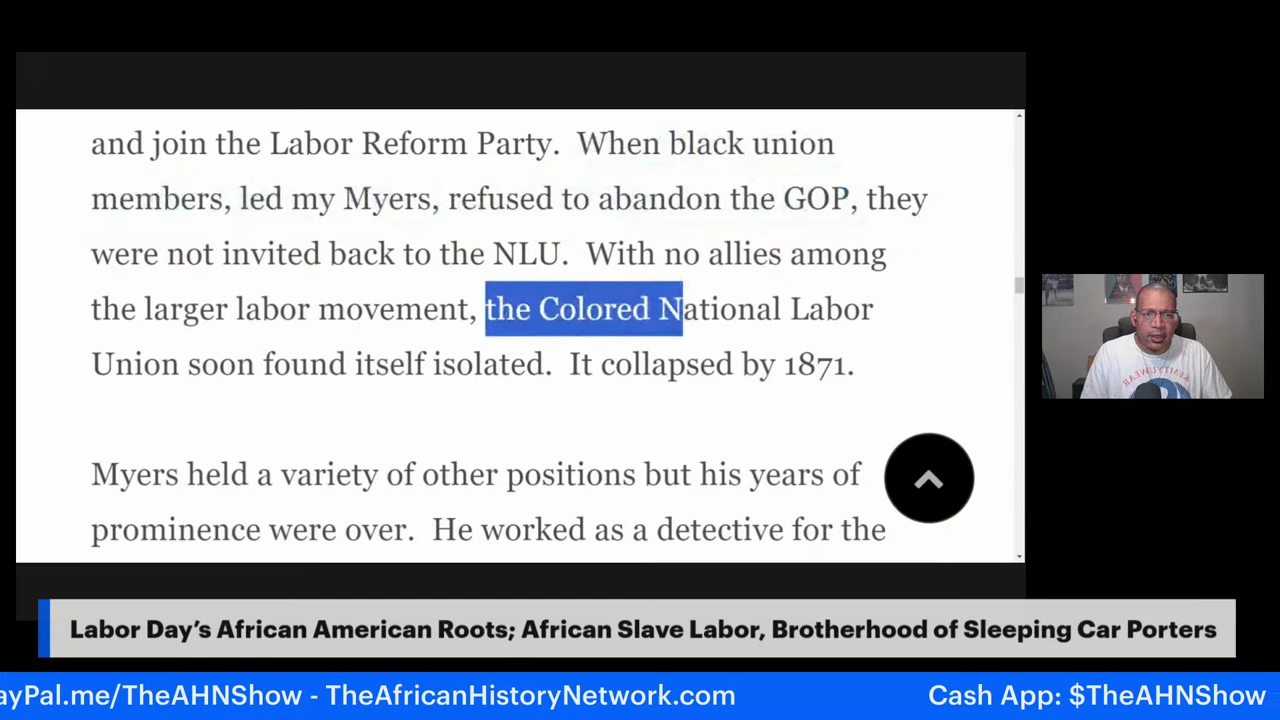 and join the Labor Reform Party.  When black union
members, led my Myers, refused to abandon the GOP, they
were not invited back to the NLU.  With no allies among
the larger labor movement, the Colored National Labor
Union soon found itself isolated.  It collapsed by 1871.
Myers held a variety of other positions but his years of
prominence were over.  He worked as a detective for the
KEMTLYWEAR
Labor Day's African American Roots; African Slave Labor, Brotherhood of Sleeping Car Porters
ayPal.me/TheAHNShow - TheAfricanHistoryNetwork.com
Cash App: $TheAHNShow